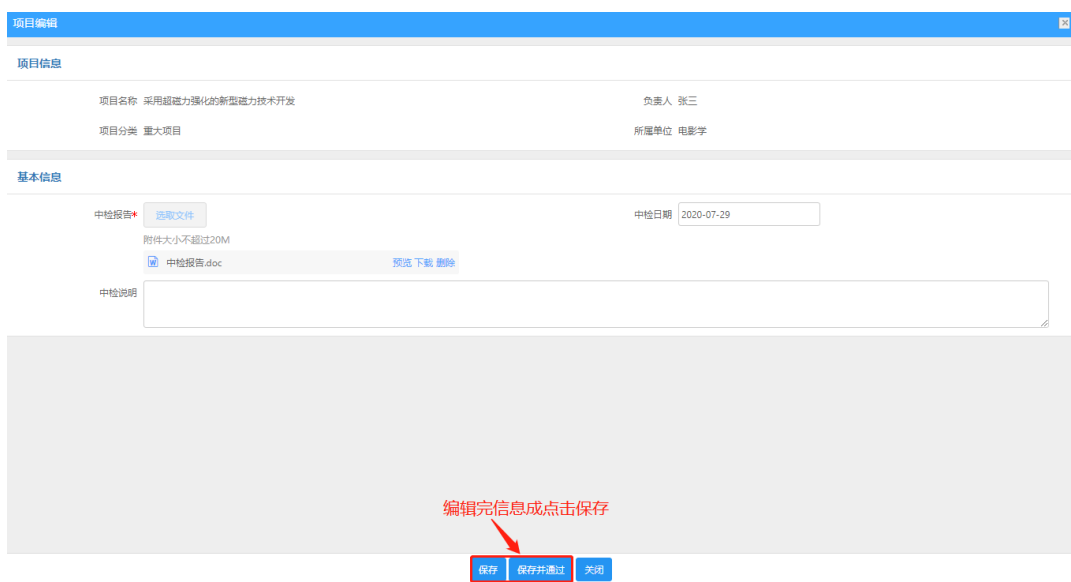 项目编辑
项目信息
项目名称 采用超磁力强化的新型磁力技术开发 负责人 张三
项目分类 重大项目 所属单位 电影学
基本信息
中检报告* 选取文件 中检日期 2020-07-29
附件大小不超过20M
中检报告.doc 预览 下载 删除
中检说明
编辑完信息成点击保存
保存 保存并通过 关闭